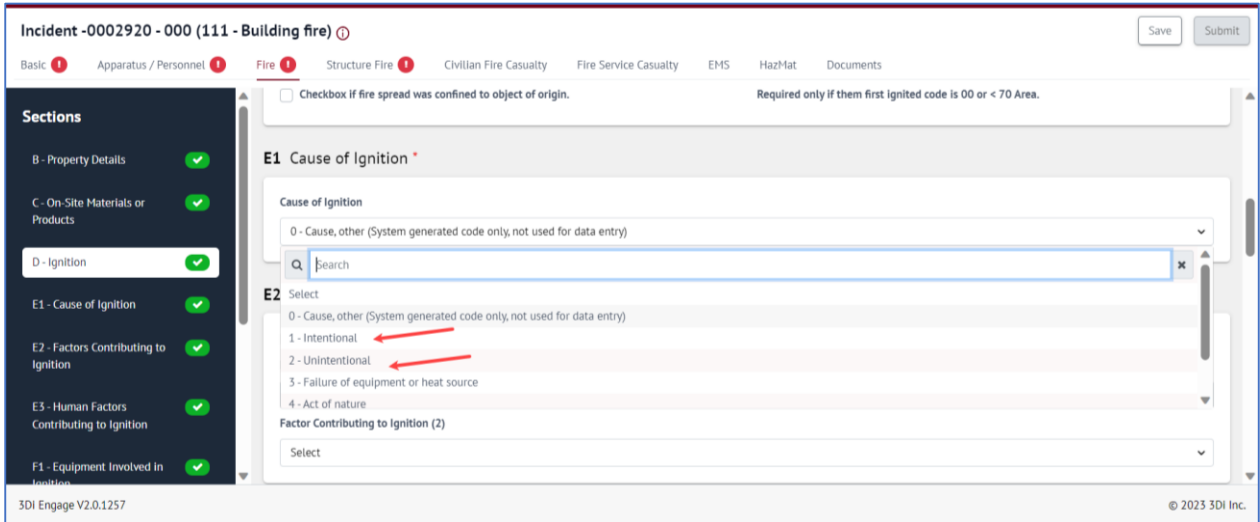 Incident -0002920 - 000 (111 - Building fire)
Save
Submit
Basic
Apparatus / Personnel
Fire
Structure Fire
Civilian Fire Casualty
Fire Service Casualty
EMS
HazMat
Documents
Sections
B - Property Details
C - On-Site Materials or
Products
D - Ignition
E1 - Cause of Ignition
E2 - Factors Contributing to
Ignition
E3 - Human Factors
Contributing to Ignition
F1 - Equipment Involved in
Ignition
Checkbox if fire spread was confined to object of origin.
Required only if them first ignited code is 00 or < 70 Area.
E1 Cause of Ignition *
Cause of Ignition
0 - Cause, other (System generated code only, not used for data entry)
Search
E2
Select
0 - Cause, other (System generated code only, not used for data entry)
1 - Intentional
2 - Unintentional
3 - Failure of equipment or heat source
4 - Act of nature
Factor Contributing to Ignition (2)
Select
3Di Engage V2.0.1257
© 2023 3Di Inc.